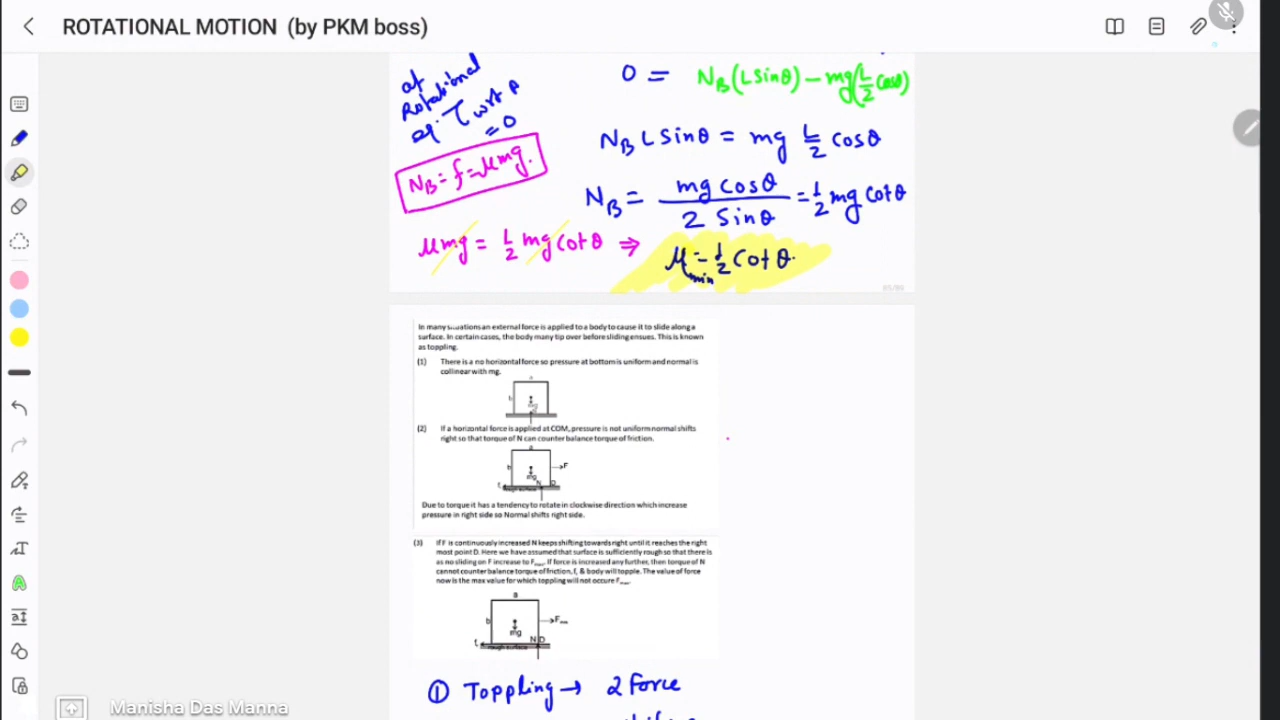 ROTATIONAL MOTION (by PKM boss)
at
Rotational
eq. τ wrt A
= 0
0 = N_B (L sinθ) - mg(L/2 cosθ)
N_B L sinθ = mg L/2 cosθ
N_B = f = μmg.
N_B = mg cosθ / 2 sinθ = 1/2 mg cotθ
μmg = 1/2 mg cotθ ⇒ μ_min = 1/2 cotθ.
In many situations an external force is applied to a body to cause it to slide along a
surface. In certain cases, the body many tip over before sliding ensues. This is known
as toppling.
(1) There is a no horizontal force so pressure at bottom is uniform and normal is
collinear with mg.
a
b
mg
(2) If a horizontal force is applied at COM, pressure is not uniform normal shifts
right so that torque of N can counter balance torque of friction.
a
b
F
mg
N D
f
rough surface
Due to torque it has a tendency to rotate in clockwise direction which increase
pressure in right side so Normal shifts right side.
(3) If F is continuously increased N keeps shifting towards right until it reaches the right
most point D. Here we have assumed that surface is sufficiently rough so that there is
as no sliding on F increase to F_max. If force is increased any further, then torque of N
cannot counter balance torque of friction, f, & body will topple. The value of force
now is the max value for which toppling will not occure F_max.
a
b
F_max
mg
N D
f
rough surface
① Toppling → 2 force
Manisha Das Manna